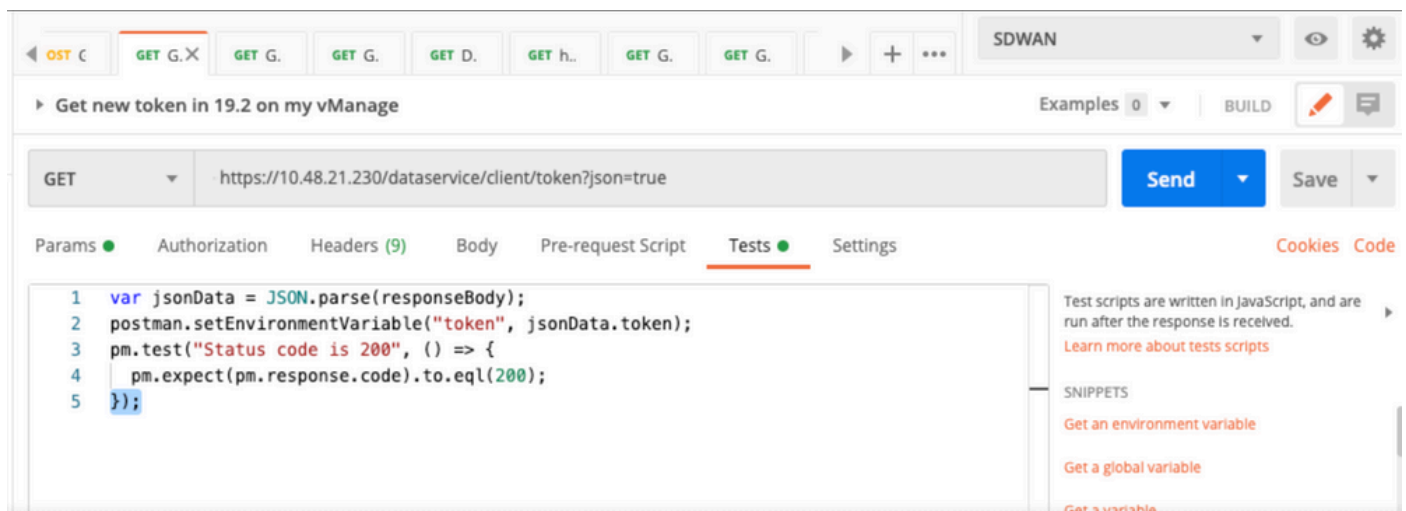 OST C GET G. GET G. GET G. GET D. GET h.. GET G. GET G. + ••• SDWAN
Get new token in 19.2 on my vManage Examples 0 BUILD
GET https://10.48.21.230/dataservice/client/token?json=true Send Save
Params Authorization Headers (9) Body Pre-request Script Tests Settings Cookies Code
1 var jsonData = JSON.parse(responseBody);
2 postman.setEnvironmentVariable("token", jsonData.token);
3 pm.test("Status code is 200", () => {
4 pm.expect(pm.response.code).to.eql(200);
5 });
Test scripts are written in JavaScript, and are
run after the response is received.
Learn more about tests scripts
SNIPPETS
Get an environment variable
Get a global variable
Get a variable